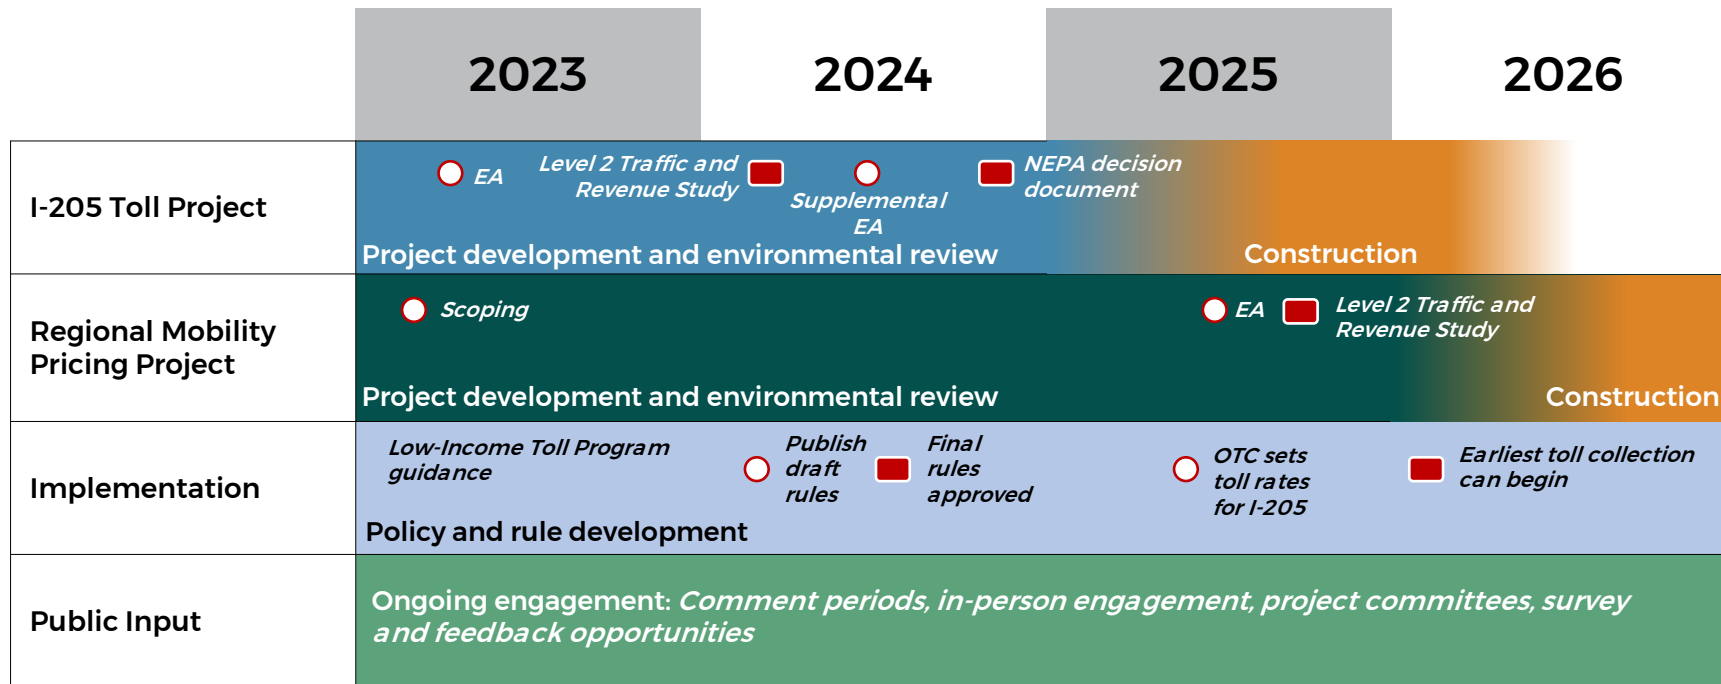 2023 2024 2025 2026
I-205 Toll Project
EA
Level 2 Traffic and
Revenue Study
Supplemental
EA
NEPA decision
document
Project development and environmental review
Construction
Regional Mobility
Pricing Project
Scoping
EA
Level 2 Traffic and
Revenue Study
Project development and environmental review
Construction
Implementation
Low-Income Toll Program
guidance
Publish
draft
rules
Final
rules
approved
OTC sets
toll rates
for I-205
Earliest toll collection
can begin
Policy and rule development
Public Input
Ongoing engagement: Comment periods, in-person engagement, project committees, survey
and feedback opportunities